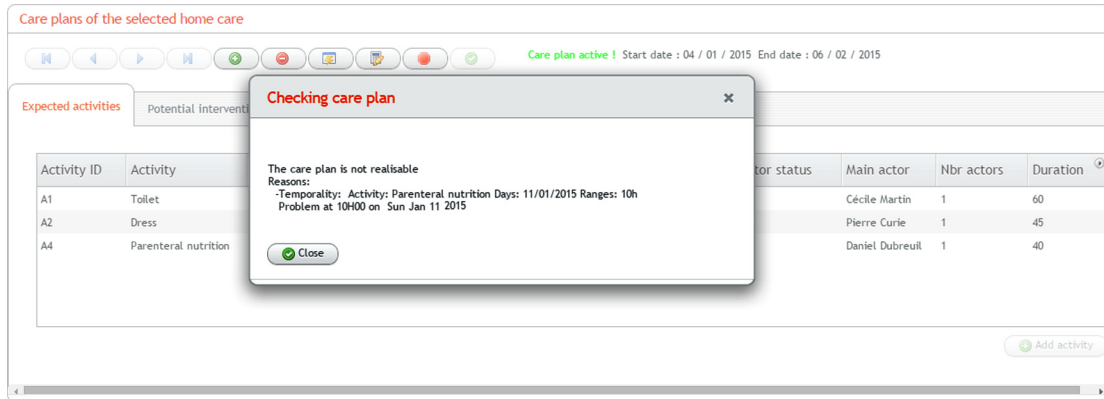 Care plans of the selected home care
Care plan active ! Start date : 04 / 01 / 2015 End date : 06 / 02 / 2015
Expected activities
Potential interventi
Checking care plan
The care plan is not realisable
Reasons:
-Temporality: Activity: Parenteral nutrition Days: 11/01/2015 Ranges: 10h
Problem at 10H00 on Sun Jan 11 2015
Close
Activity ID Activity tor status Main actor Nbr actors Duration
A1 Toilet Cécile Martin 1 60
A2 Dress Pierre Curie 1 45
A4 Parenteral nutrition Daniel Dubreuil 1 40
Add activity